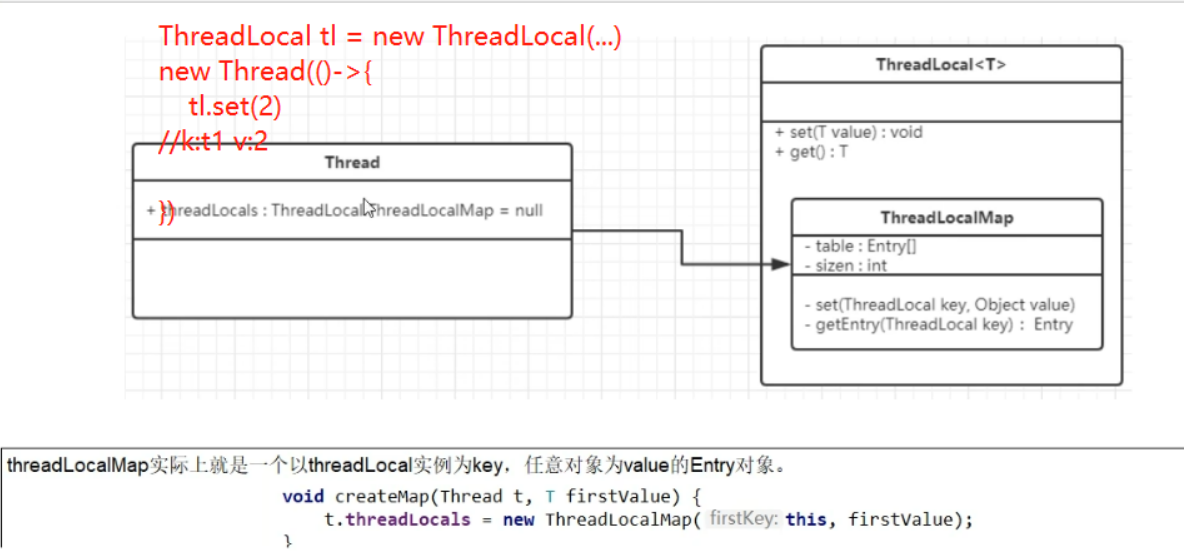 ThreadLocal tl = new ThreadLocal(...)
new Thread(()->{
tl.set(2)
//k:t1 v:2
})
Thread
+ threadLocals : ThreadLocal.ThreadLocalMap = null
ThreadLocal<T>
+ set(T value) : void
+ get() : T
ThreadLocalMap
- table : Entry[]
- sizen : int
- set(ThreadLocal key, Object value)
- getEntry(ThreadLocal key) : Entry
threadLocalMap实际上就是一个以threadLocal实例为key，任意对象为value的Entry对象。
void createMap(Thread t, T firstValue) {
t.threadLocals = new ThreadLocalMap( firstKey: this, firstValue);
}